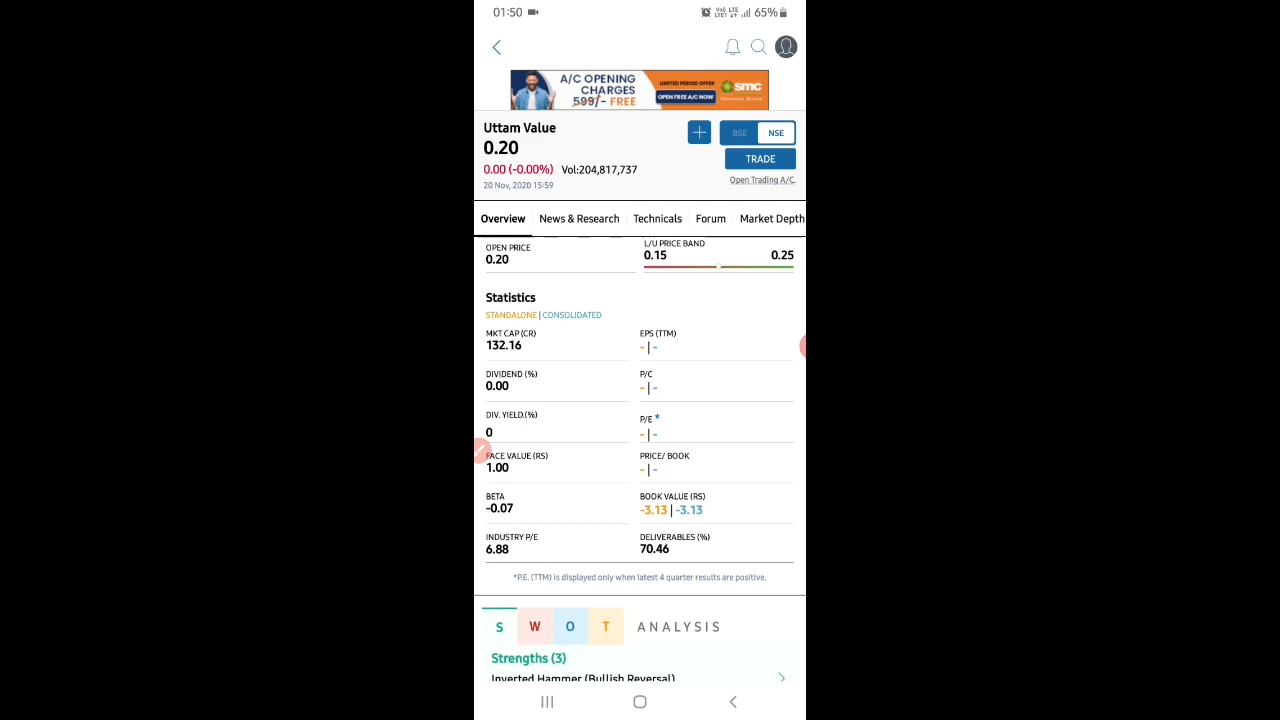 01:50
Vo) LTE
LTE1
65%
A/C OPENING
CHARGES
599/- FREE
LIMITED PERIOD OFFER
OPEN FREE A/C NOW
smc
Uttam Value
0.20
0.00 (-0.00%) Vol:204,817,737
20 Nov, 2020 15:59
BSE NSE
TRADE
Open Trading A/C.
Overview News & Research Technicals Forum Market Depth
OPEN PRICE
0.20
L/U PRICE BAND
0.15 0.25
Statistics
STANDALONE | CONSOLIDATED
MKT CAP (CR)
132.16
EPS (TTM)
- | -
DIVIDEND (%)
0.00
P/C
- | -
DIV. YIELD.(%)
0
P/E *
- | -
FACE VALUE (RS)
1.00
PRICE/ BOOK
- | -
BETA
-0.07
BOOK VALUE (RS)
-3.13 | -3.13
INDUSTRY P/E
6.88
DELIVERABLES (%)
70.46
*P.E. (TTM) is displayed only when latest 4 quarter results are positive.
S W O T ANALYSIS
Strengths (3)
Inverted Hammer (Bullish Reversal)